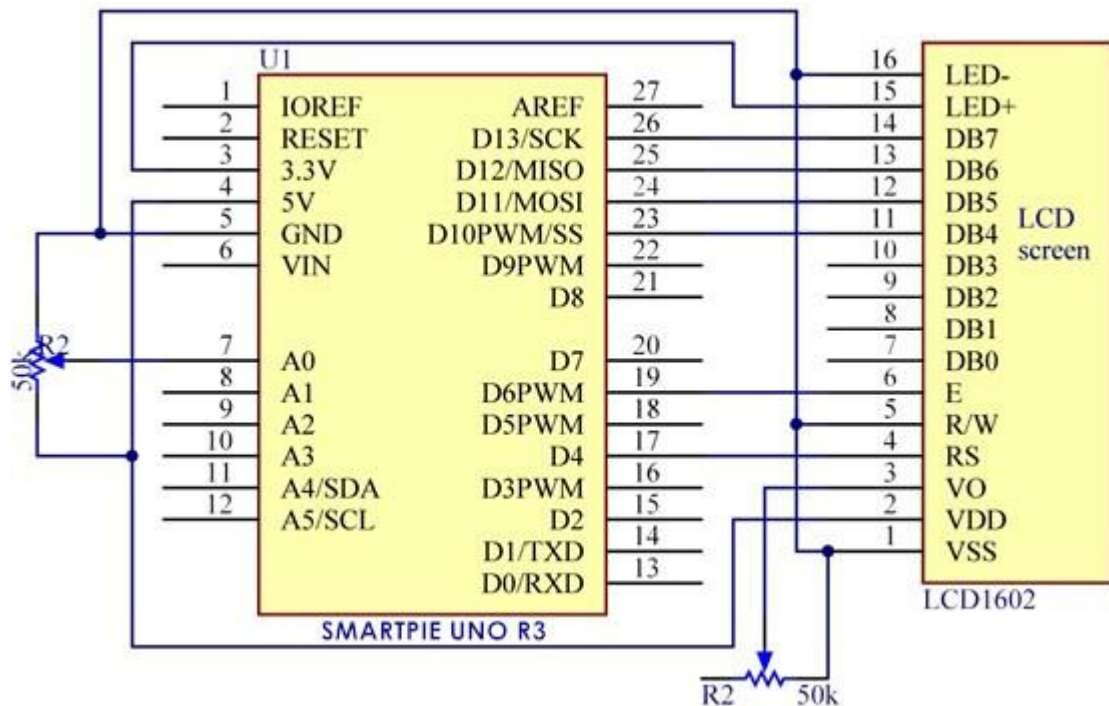 U1
1 IOREF AREF 27
2 RESET D13/SCK 26
3 3.3V D12/MISO 25
4 5V D11/MOSI 24
5 GND D10PWM/SS 23
6 VIN D9PWM 22
D8 21
7 A0 D7 20
8 A1 D6PWM 19
9 A2 D5PWM 18
10 A3 D4 17
11 A4/SDA D3PWM 16
12 A5/SCL D2 15
D1/TXD 14
D0/RXD 13
SMARTPIE UNO R3
R2
50k
16 LED-
15 LED+
14 DB7
13 DB6
12 DB5
11 DB4
10 DB3
9 DB2
8 DB1
7 DB0
6 E
5 R/W
4 RS
3 VO
2 VDD
1 VSS
LCD
screen
LCD1602
R2 50k